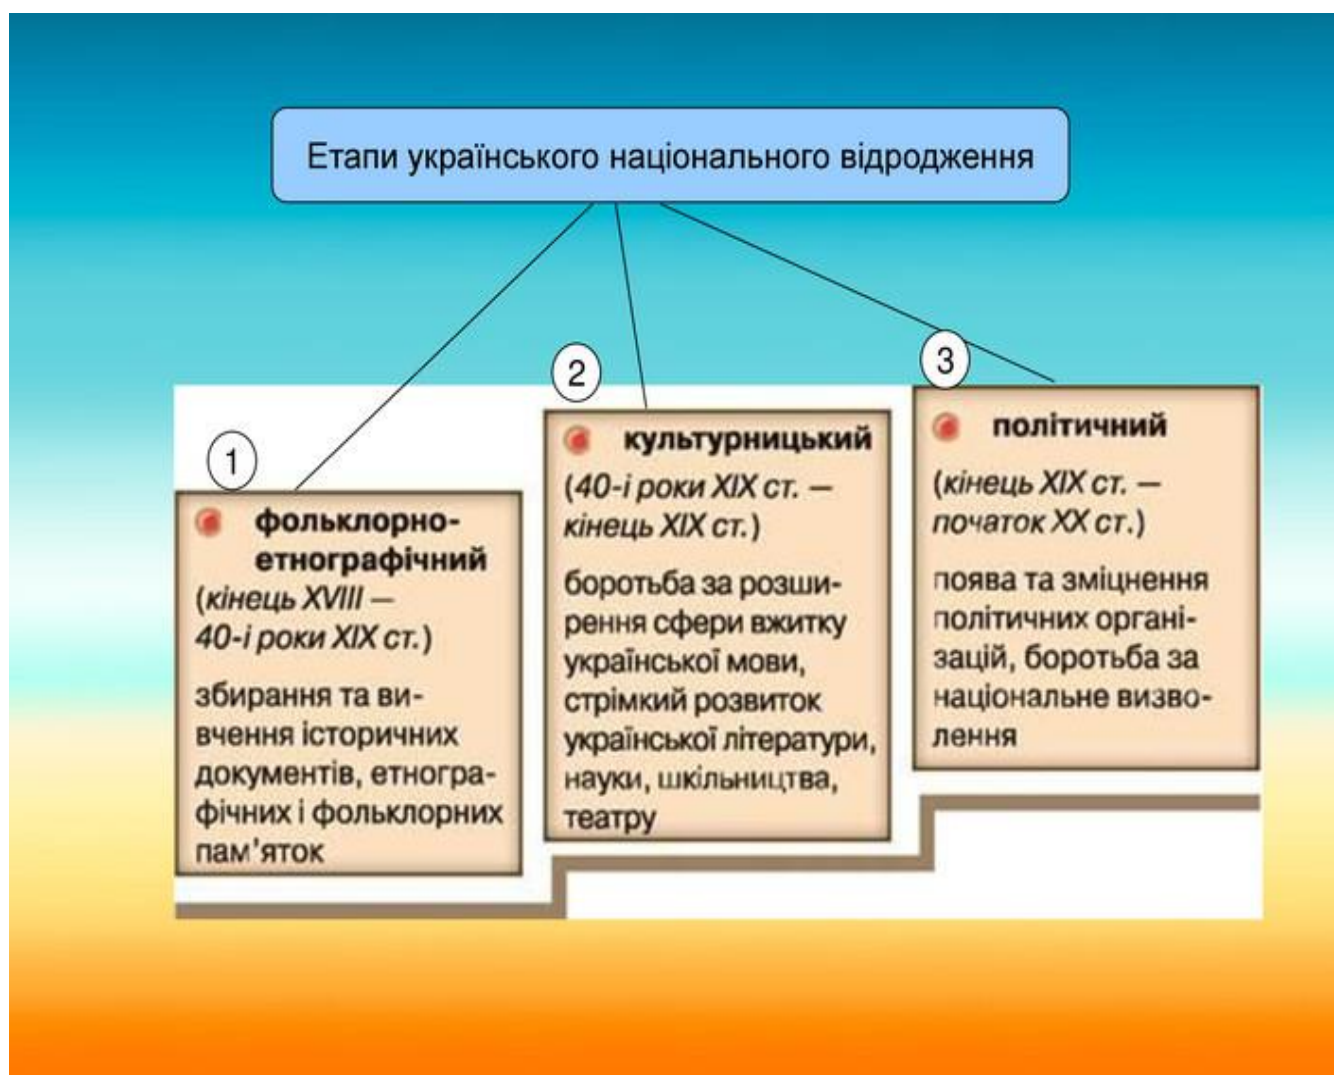 Етапи українського національного відродження
1
фольклорно-
етнографічний
(кінець XVIII —
40-і роки XIX ст.)
збирання та ви-
вчення історичних
документів, етногра-
фічних і фольклорних
пам’яток
2
культурницький
(40-і роки XIX ст. —
кінець XIX ст.)
боротьба за розши-
рення сфери вжитку
української мови,
стрімкий розвиток
української літератури,
науки, шкільництва,
театру
3
політичний
(кінець XIX ст. —
початок XX ст.)
поява та зміцнення
політичних органі-
зацій, боротьба за
національне визво-
лення